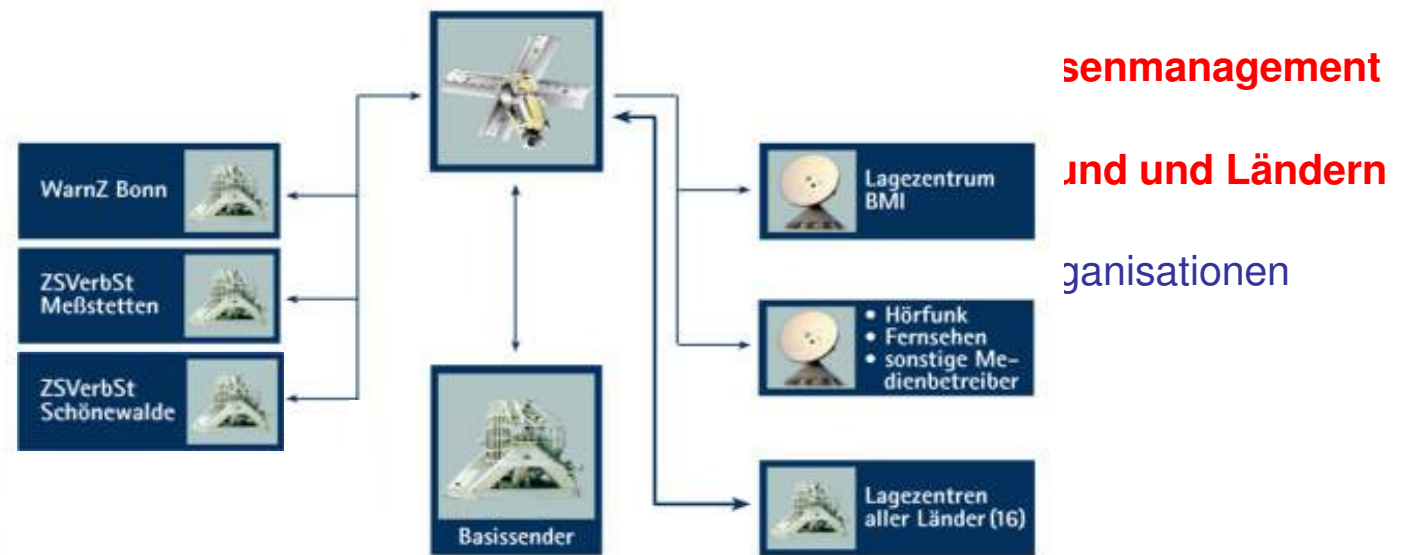 WarnZ Bonn
ZSVerbSt
Meßstetten
ZSVerbSt
Schönewalde
Basissender
Lagezentrum
BMI
• Hörfunk
• Fernsehen
• sonstige Me-
dienbetreiber
Lagezentren
aller Länder (16)
senmanagement
und und Ländern
ganisationen